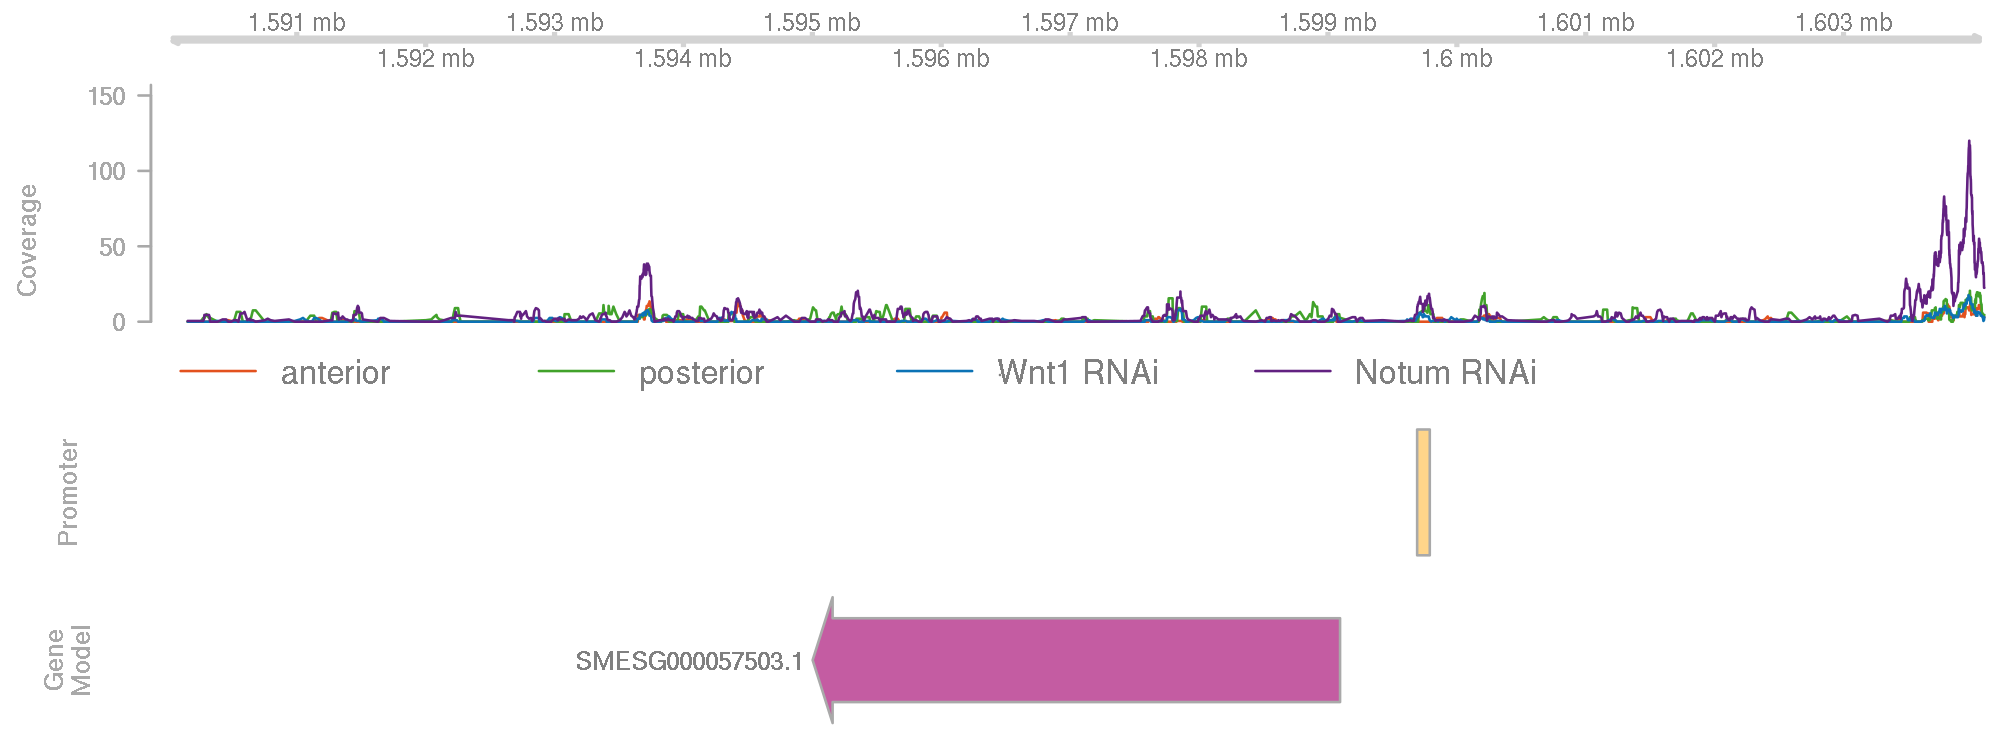 1.591 mb 1.593 mb 1.595 mb 1.597 mb 1.599 mb 1.601 mb 1.603 mb
1.592 mb 1.594 mb 1.596 mb 1.598 mb 1.6 mb 1.602 mb
150
100
50
0
Coverage
anterior posterior Wnt1 RNAi Notum RNAi
Promoter
Gene
Model
SMESG000057503.1